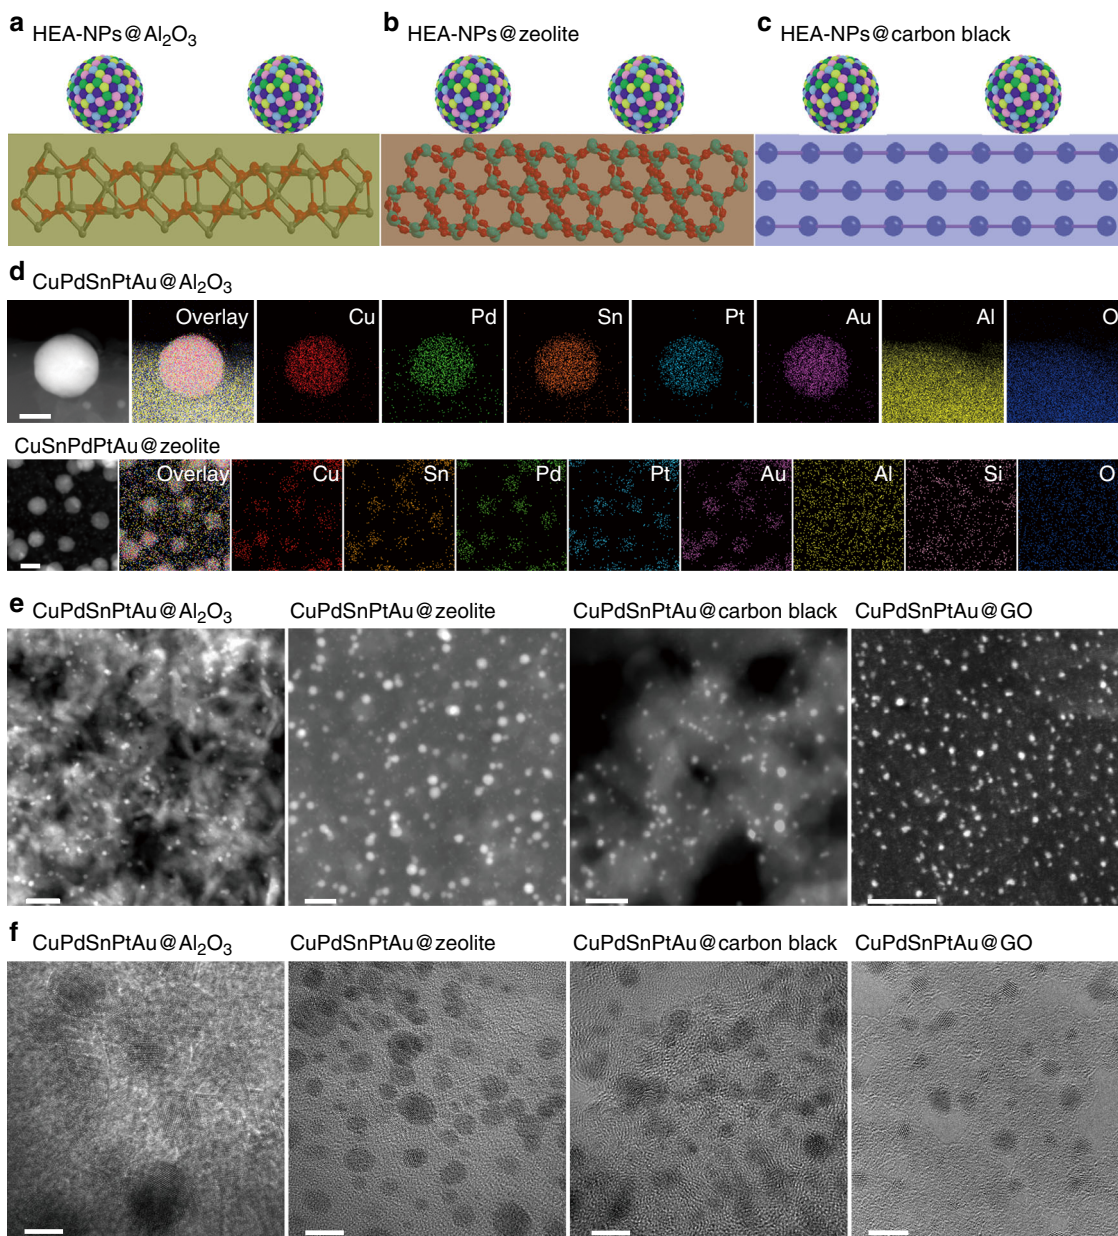 a HEA-NPs@Al₂O₃
b HEA-NPs@zeolite
c HEA-NPs@carbon black
d CuPdSnPtAu@Al₂O₃
Overlay Cu Pd Sn Pt Au Al O
CuSnPdPtAu@zeolite
Overlay Cu Sn Pd Pt Au Al Si O
e CuPdSnPtAu@Al₂O₃ CuPdSnPtAu@zeolite CuPdSnPtAu@carbon black CuPdSnPtAu@GO
f CuPdSnPtAu@Al₂O₃ CuPdSnPtAu@zeolite CuPdSnPtAu@carbon black CuPdSnPtAu@GO